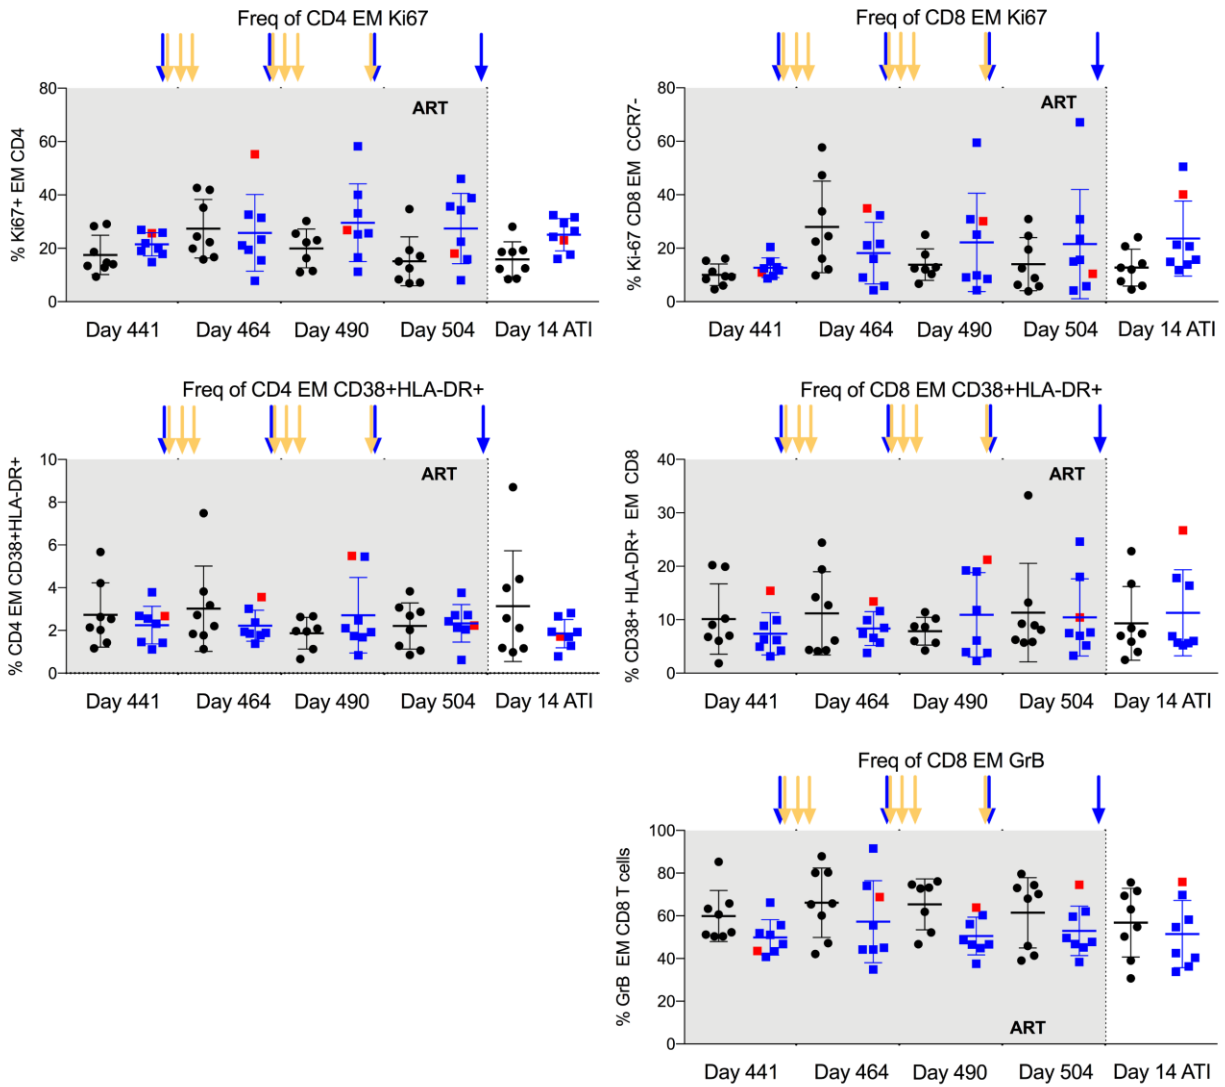 Freq of CD4 EM Ki67
% Ki67+ EM CD4
80
60
40
20
0
ART
Day 441 Day 464 Day 490 Day 504 Day 14 ATI
Freq of CD8 EM Ki67
% Ki-67 CD8 EM CCR7-
80
60
40
20
0
ART
Day 441 Day 464 Day 490 Day 504 Day 14 ATI
Freq of CD4 EM CD38+HLA-DR+
% CD4 EM CD38+HLA-DR+
10
8
6
4
2
0
ART
Day 441 Day 464 Day 490 Day 504 Day 14 ATI
Freq of CD8 EM CD38+HLA-DR+
% CD38+ HLA-DR+ EM CD8
40
30
20
10
0
ART
Day 441 Day 464 Day 490 Day 504 Day 14 ATI
Freq of CD8 EM GrB
% GrB EM CD8 T cells
100
80
60
40
20
0
ART
Day 441 Day 464 Day 490 Day 504 Day 14 ATI